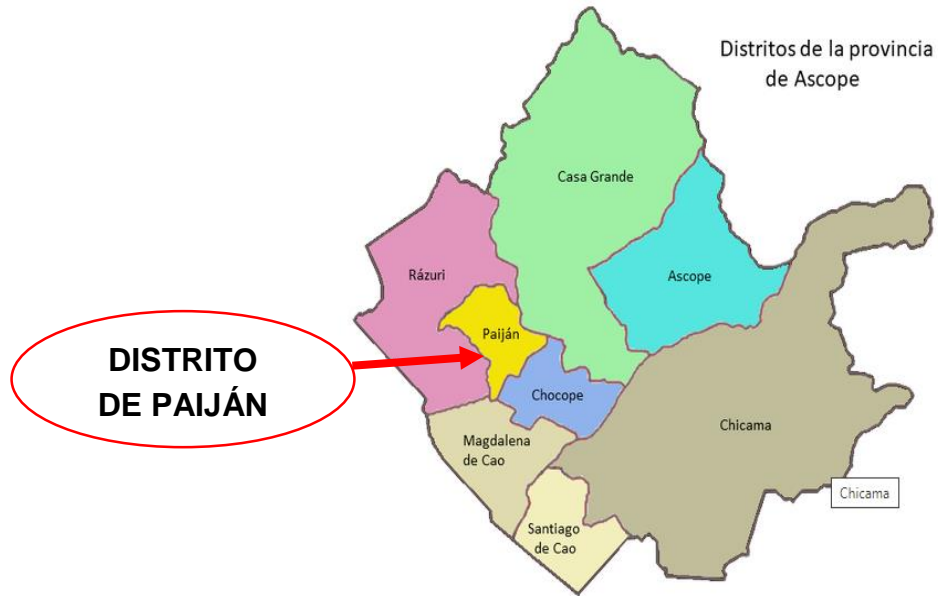 Distritos de la provincia
de Ascope
Casa Grande
Rázuri
Ascope
Paiján
DISTRITO
DE PAIJÁN
Chocope
Chicama
Magdalena
de Cao
Chicama
Santiago
de Cao